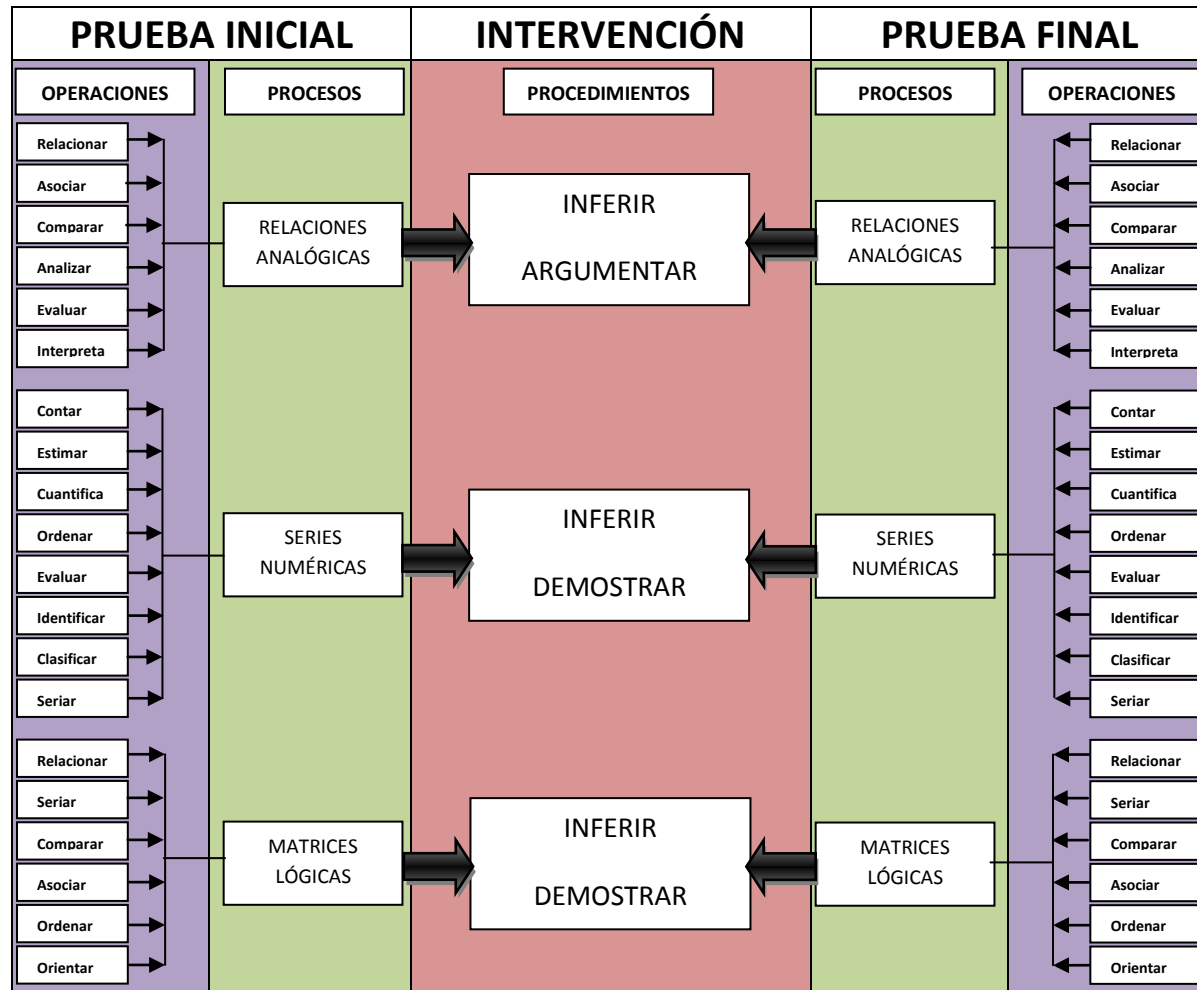 PRUEBA INICIAL
INTERVENCIÓN
PRUEBA FINAL
OPERACIONES
PROCESOS
PROCEDIMIENTOS
PROCESOS
OPERACIONES
Relacionar
Asociar
Comparar
Analizar
Evaluar
Interpreta
RELACIONES
ANALÓGICAS
INFERIR
ARGUMENTAR
RELACIONES
ANALÓGICAS
Relacionar
Asociar
Comparar
Analizar
Evaluar
Interpreta
Contar
Estimar
Cuantifica
Ordenar
Evaluar
Identificar
Clasificar
Seriar
SERIES
NUMÉRICAS
INFERIR
DEMOSTRAR
SERIES
NUMÉRICAS
Contar
Estimar
Cuantifica
Ordenar
Evaluar
Identificar
Clasificar
Seriar
Relacionar
Seriar
Comparar
Asociar
Ordenar
Orientar
MATRICES
LÓGICAS
INFERIR
DEMOSTRAR
MATRICES
LÓGICAS
Relacionar
Seriar
Comparar
Asociar
Ordenar
Orientar